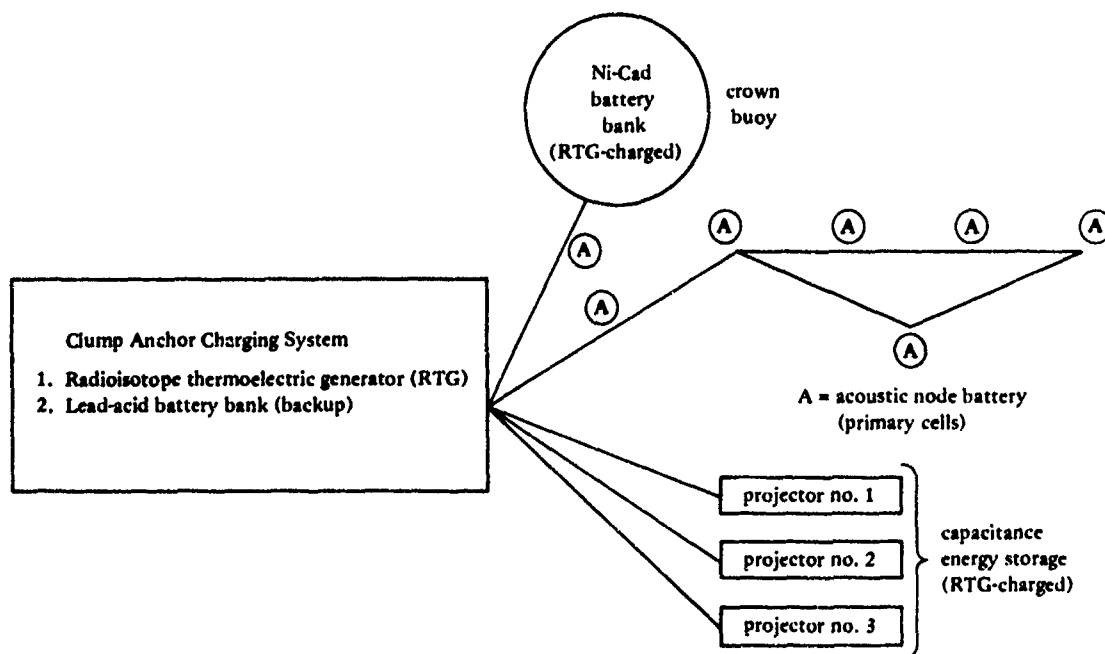 Ni-Cad
battery
bank
(RTG-charged)
crown
buoy
A
A
A
A
A
A
A
Clump Anchor Charging System
1. Radioisotope thermoelectric generator (RTG)
2. Lead-acid battery bank (backup)
A = acoustic node battery
(primary cells)
projector no. 1
projector no. 2
projector no. 3
capacitance
energy storage
(RTG-charged)